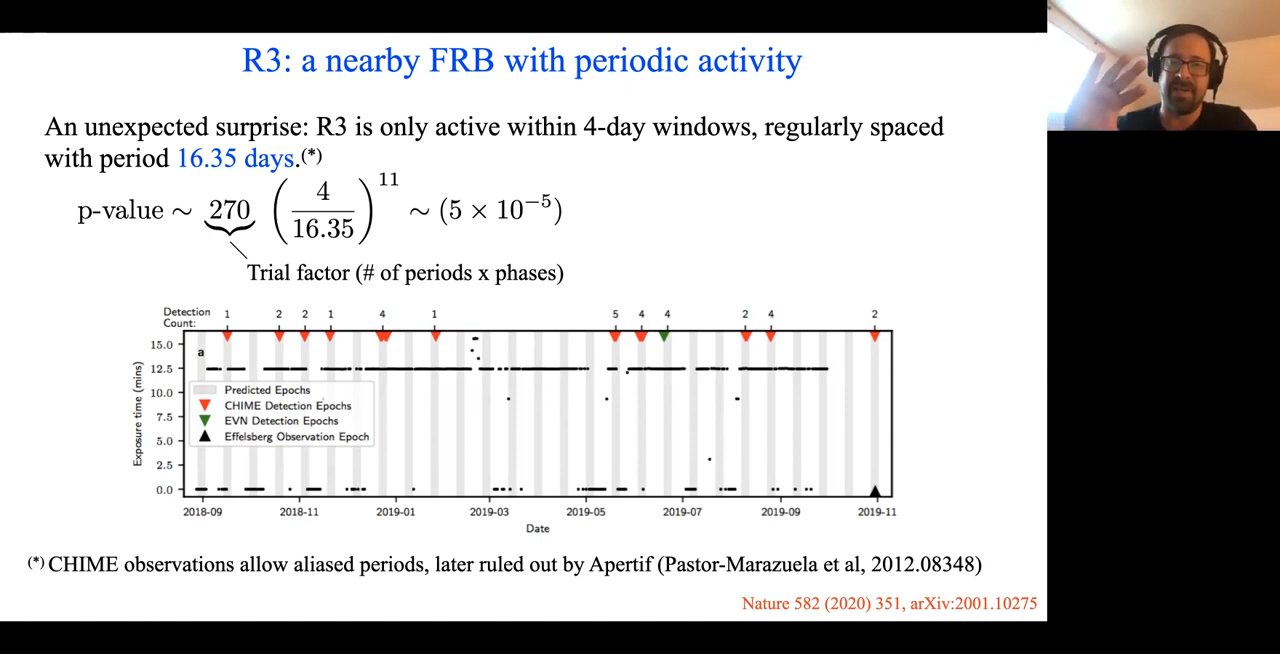 R3: a nearby FRB with periodic activity
An unexpected surprise: R3 is only active within 4-day windows, regularly spaced
with period 16.35 days.(*)
p-value ∼ 270 (4/16.35)^11 ∼ (5 × 10^−5)
Trial factor (# of periods x phases)
Detection
Count:
1 2 2 1 4 1 5 4 4 2 4 2
a
Exposure time (mins)
15.0
12.5
10.0
7.5
5.0
2.5
0.0
Predicted Epochs
CHIME Detection Epochs
EVN Detection Epochs
Effelsberg Observation Epoch
2018-09 2018-11 2019-01 2019-03 2019-05 2019-07 2019-09 2019-11
Date
(*) CHIME observations allow aliased periods, later ruled out by Apertif (Pastor-Marazuela et al, 2012.08348)
Nature 582 (2020) 351, arXiv:2001.10275